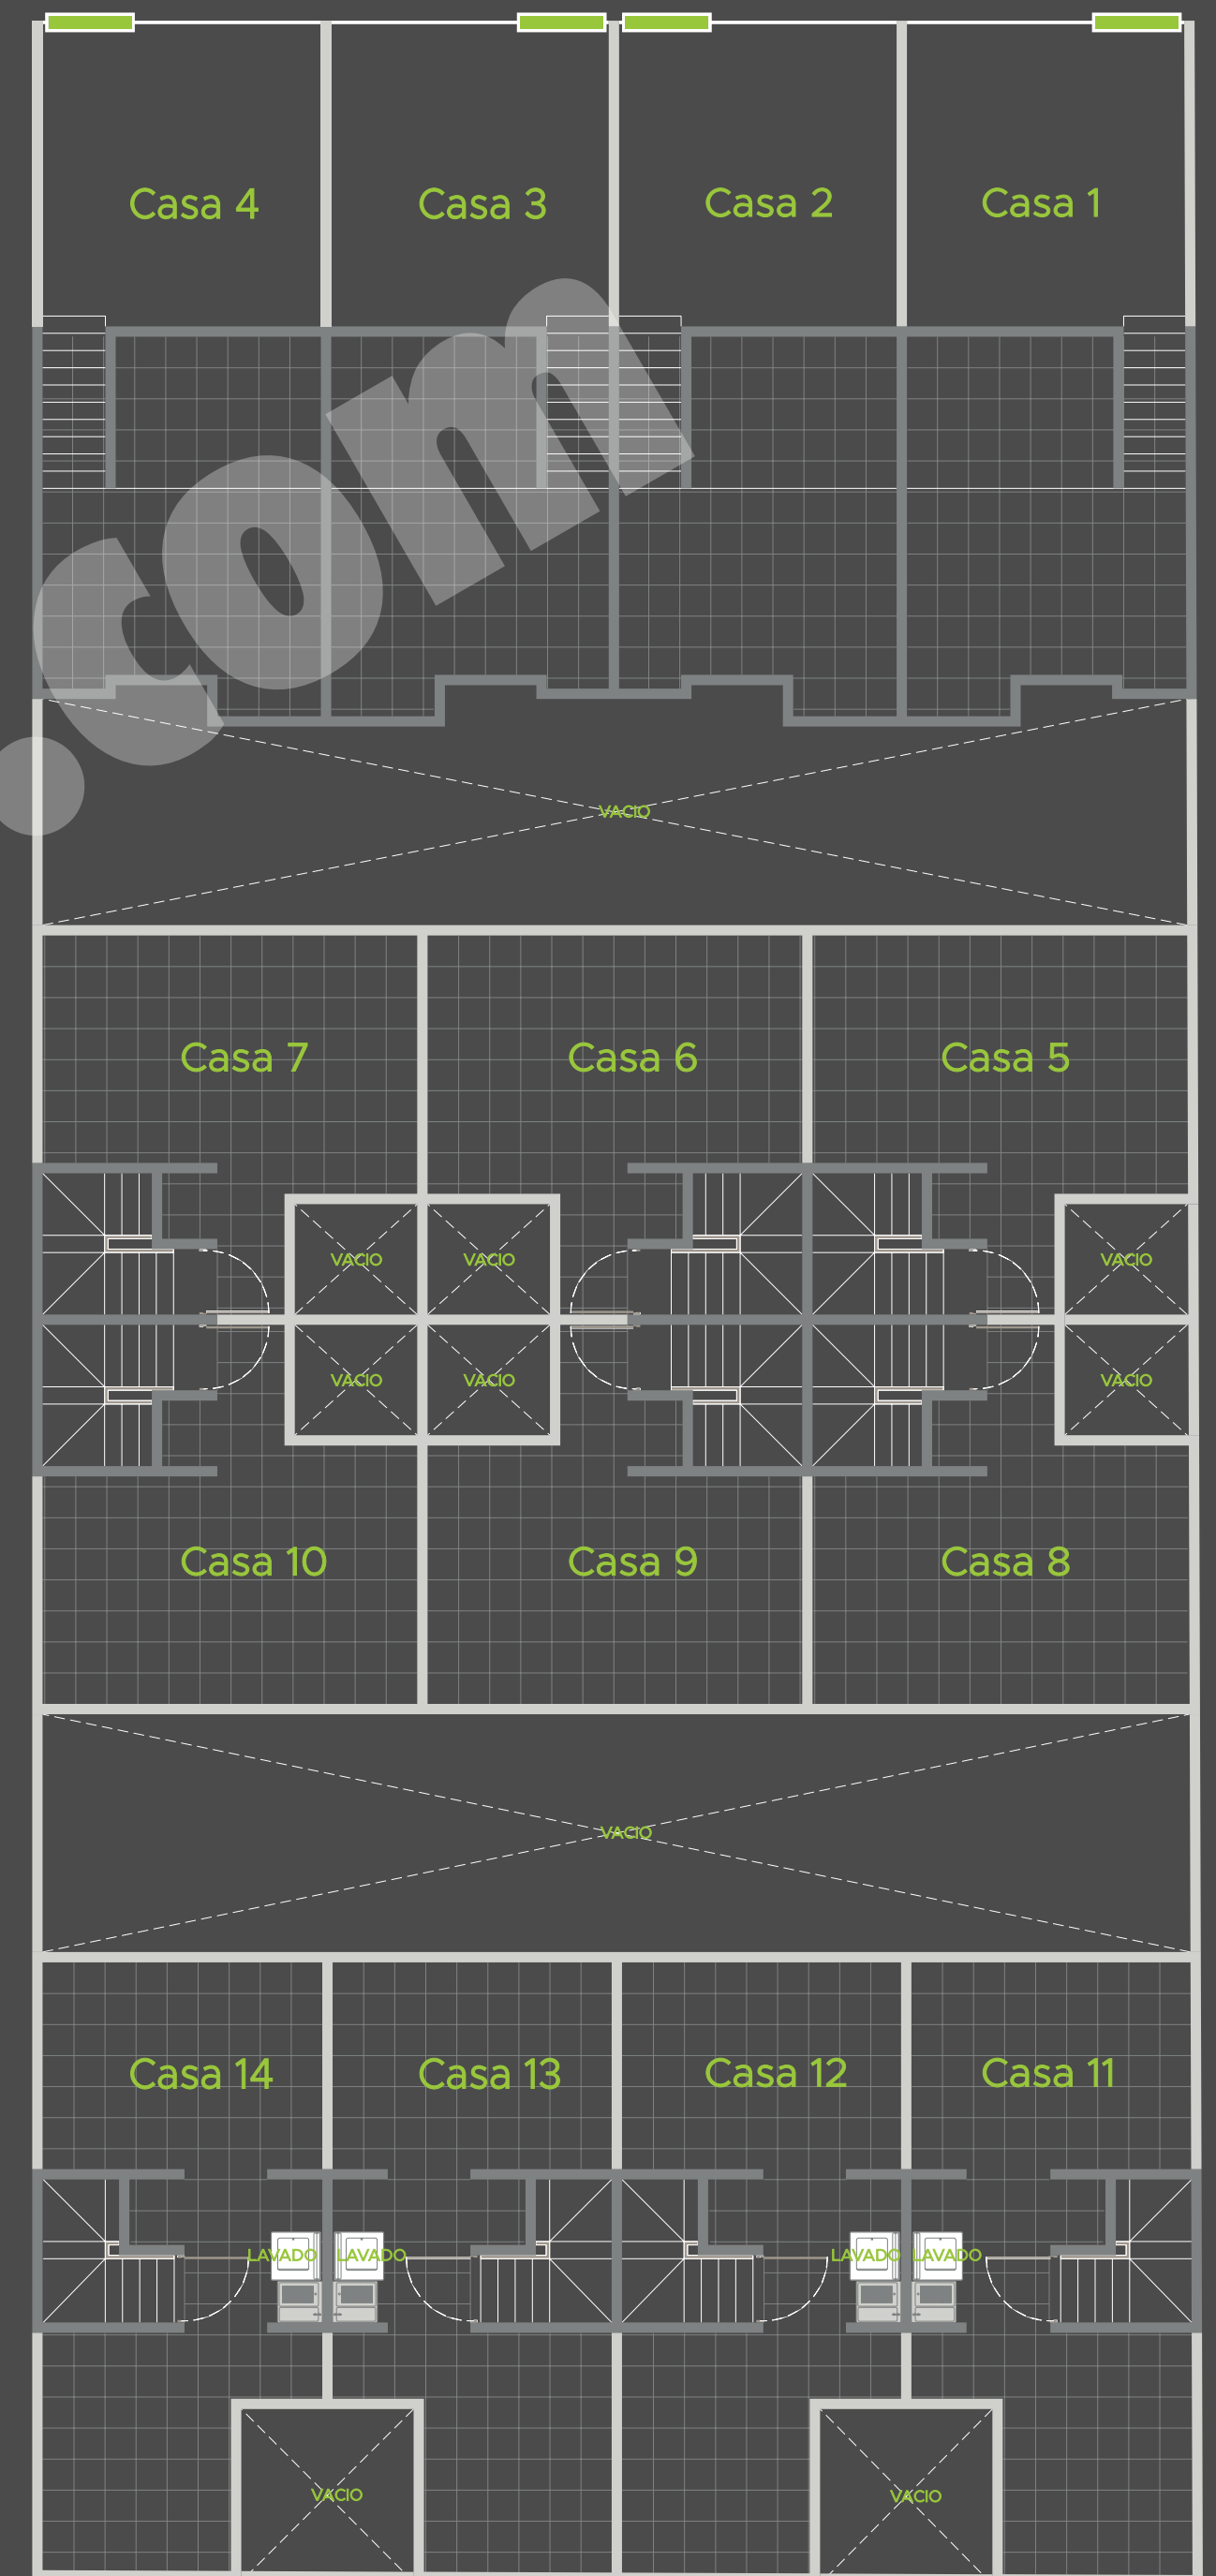 Casa 4 Casa 3 Casa 2 Casa 1
.com
VACIO
Casa 7 Casa 6 Casa 5
VACIO VACIO VACIO
VACIO VACIO VACIO
Casa 10 Casa 9 Casa 8
VACIO
Casa 14 Casa 13 Casa 12 Casa 11
LAVADO LAVADO LAVADO LAVADO
VACIO VACIO